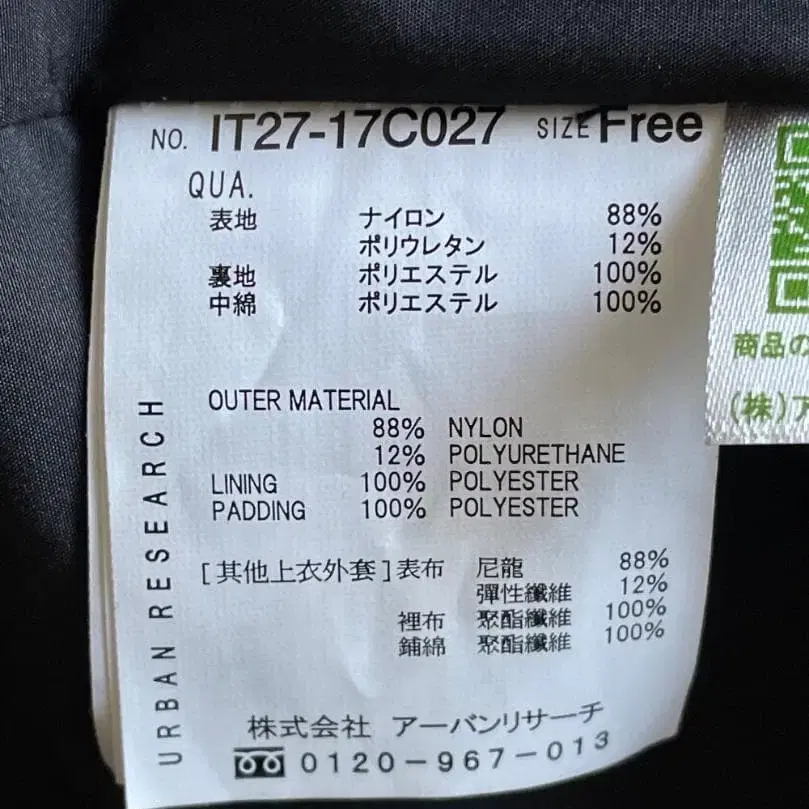 NO. IT27-17C027 SIZE Free
QUA.
表地 ナイロン 88%
ポリウレタン 12%
裏地 ポリエステル 100%
中綿 ポリエステル 100%
OUTER MATERIAL
88% NYLON
12% POLYURETHANE
LINING 100% POLYESTER
PADDING 100% POLYESTER
[其他上衣外套]表布 尼龍 88%
彈性纖維 12%
裡布 聚酯纖維 100%
鋪綿 聚酯纖維 100%
株式会社 アーバンリサーチ
0120-967-013
URBAN RESEARCH
商品の
(株)ア